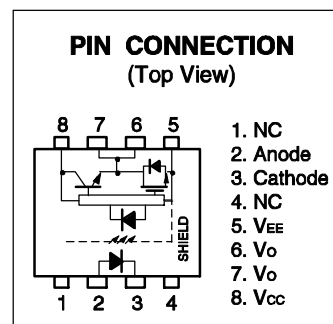 PIN CONNECTION
(Top View)
8 7 6 5
SHIELD
1 2 3 4
1. NC
2. Anode
3. Cathode
4. NC
5. VEE
6. VO
7. VO
8. VCC